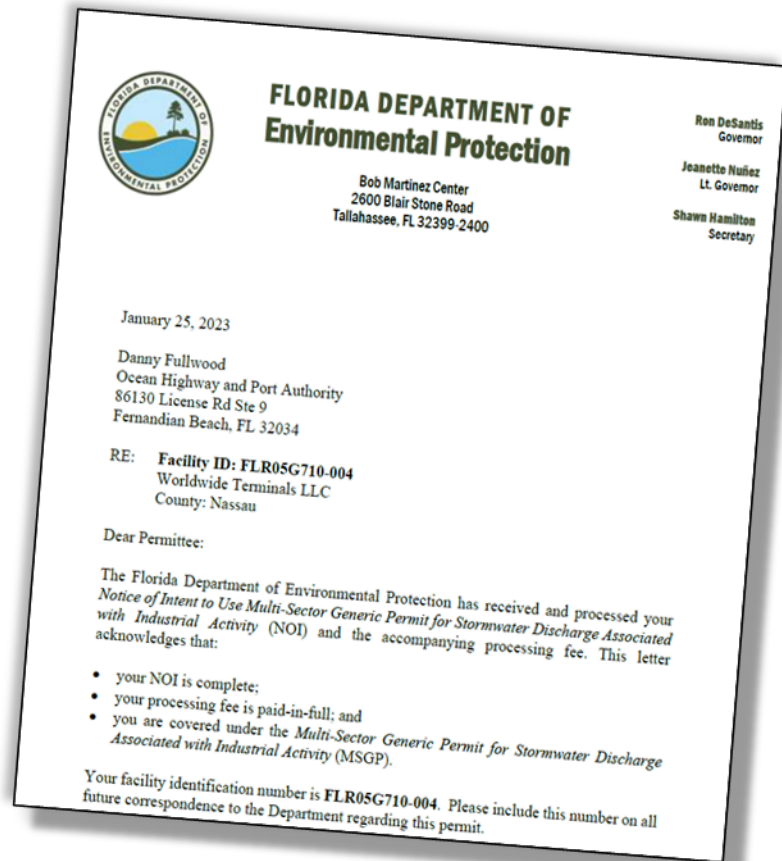 FLORIDA DEPARTMENT OF
Environmental Protection
Bob Martinez Center
2600 Blair Stone Road
Tallahassee, FL 32399-2400
Ron DeSantis
Governor
Jeanette Nuñez
Lt. Governor
Shawn Hamilton
Secretary
FLORIDA DEPARTMENT OF
ENVIRONMENTAL PROTECTION
January 25, 2023
Danny Fullwood
Ocean Highway and Port Authority
86130 License Rd Ste 9
Fernandian Beach, FL 32034
RE: Facility ID: FLR05G710-004
Worldwide Terminals LLC
County: Nassau
Dear Permittee:
The Florida Department of Environmental Protection has received and processed your
Notice of Intent to Use Multi-Sector Generic Permit for Stormwater Discharge Associated
with Industrial Activity (NOI) and the accompanying processing fee. This letter
acknowledges that:
• your NOI is complete;
• your processing fee is paid-in-full; and
• you are covered under the Multi-Sector Generic Permit for Stormwater Discharge
Associated with Industrial Activity (MSGP).
Your facility identification number is FLR05G710-004. Please include this number on all
future correspondence to the Department regarding this permit.